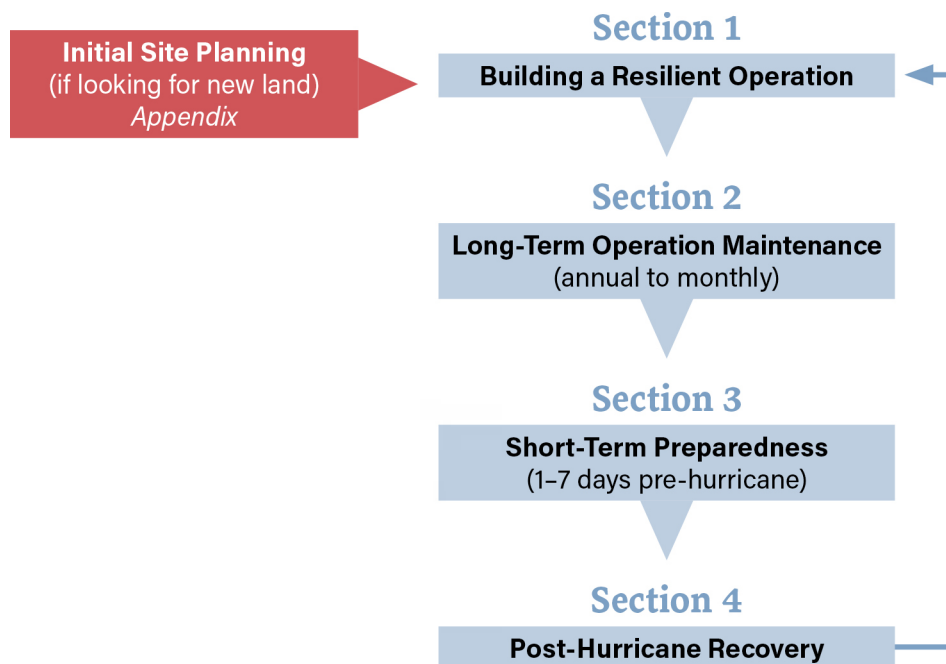 Initial Site Planning
(if looking for new land)
Appendix
Section 1
Building a Resilient Operation
Section 2
Long-Term Operation Maintenance
(annual to monthly)
Section 3
Short-Term Preparedness
(1–7 days pre-hurricane)
Section 4
Post-Hurricane Recovery